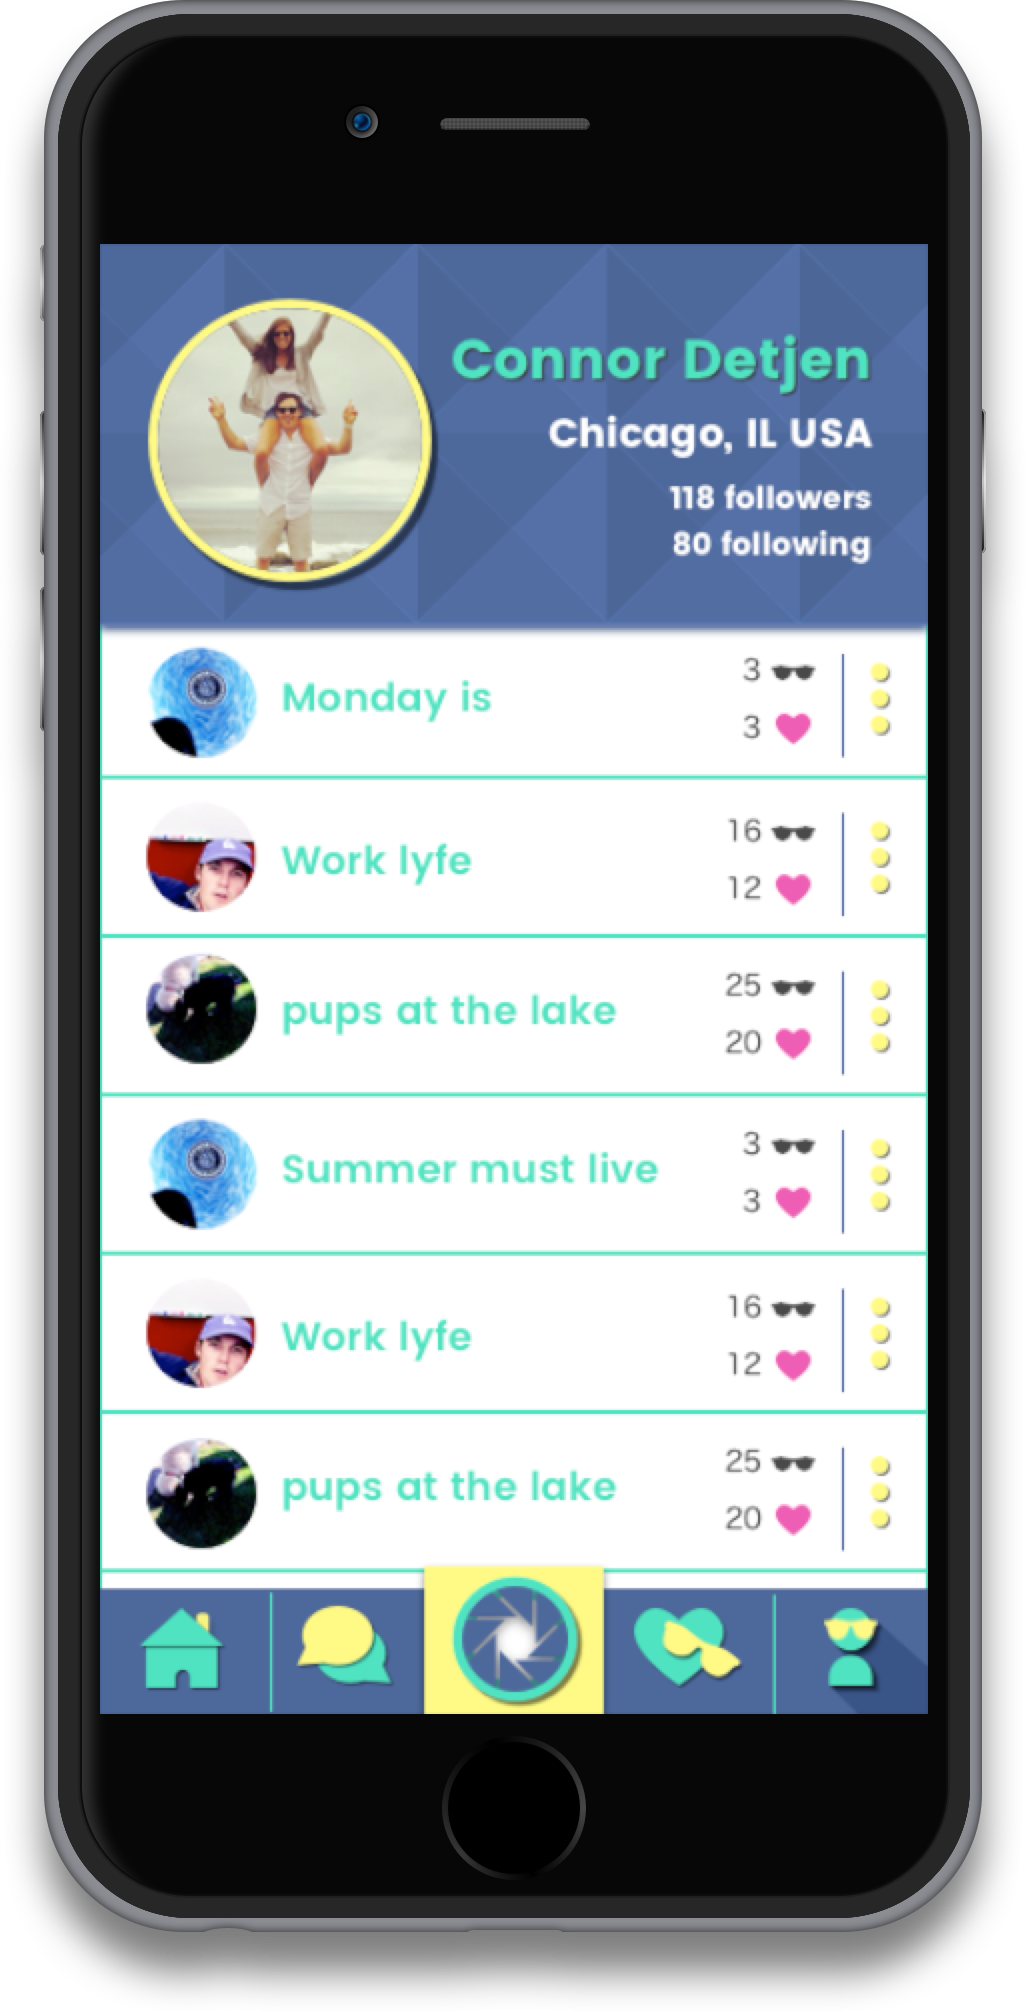 Connor Detjen
Chicago, IL USA
118 followers
80 following
Monday is
3
3
Work lyfe
16
12
pups at the lake
25
20
Summer must live
3
3
Work lyfe
16
12
pups at the lake
25
20